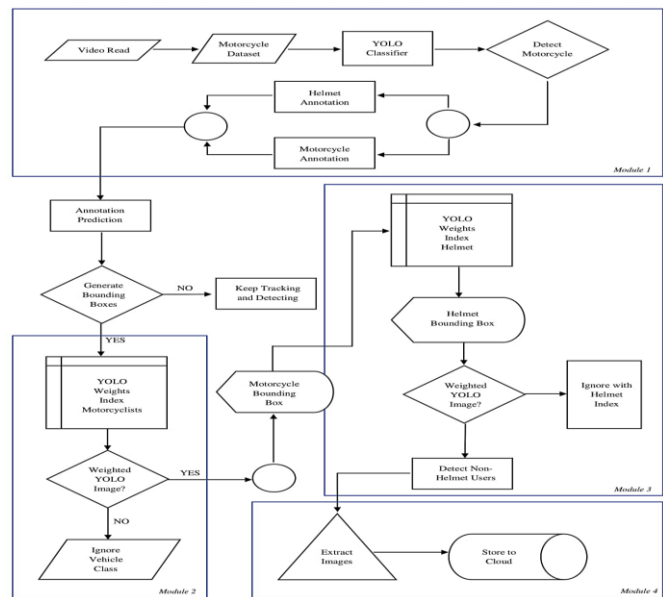 Video Read
Motorcycle
Dataset
YOLO
Classifier
Detect
Motorcycle
Helmet
Annotation
Motorcycle
Annotation
Module 1
Annotation
Prediction
Generate
Bounding
Boxes
NO
Keep Tracking
and Detecting
YES
YOLO
Weights
Index
Motorcyclists
Weighted
YOLO
Image?
YES
NO
Ignore
Vehicle
Class
Module 2
Motorcycle
Bounding
Box
YOLO
Weights
Index
Helmet
Helmet
Bounding Box
Weighted
YOLO
Image?
Ignore with
Helmet
Index
Detect Non-
Helmet Users
Module 3
Extract
Images
Store to
Cloud
Module 4